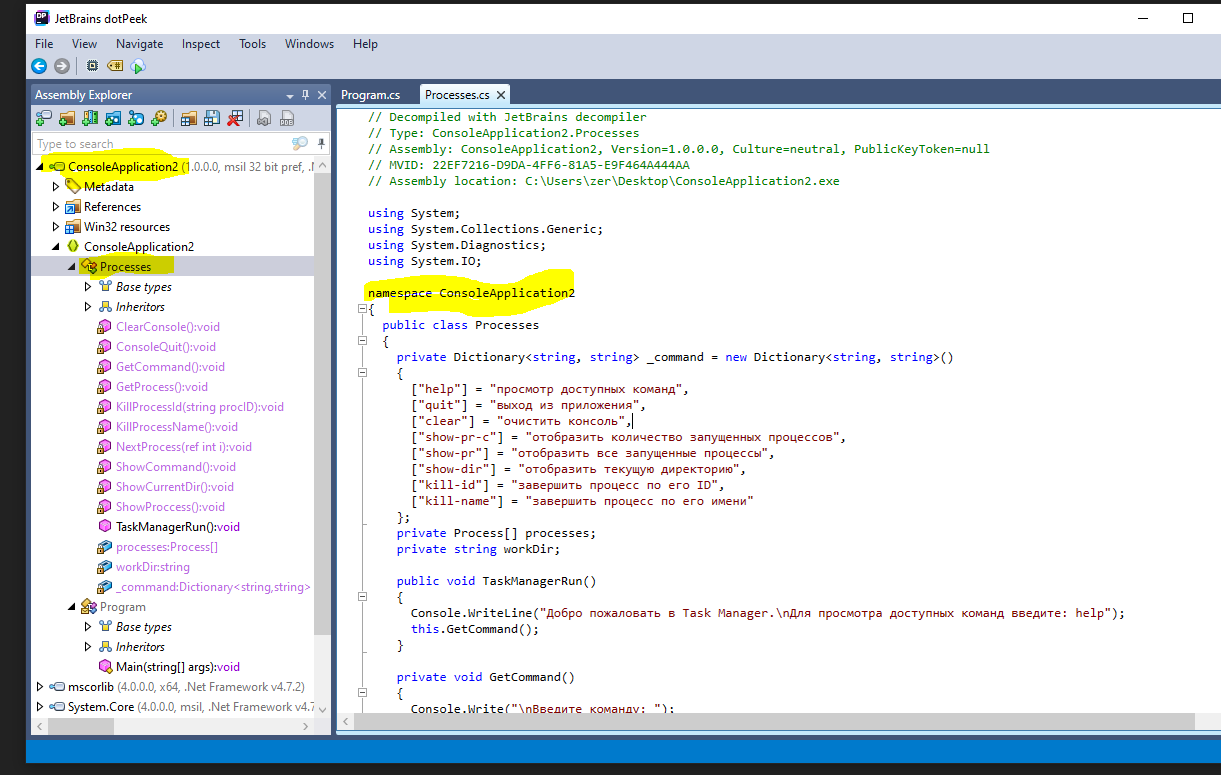 JetBrains dotPeek
File View Navigate Inspect Tools Windows Help
Assembly Explorer
Type to search
ConsoleApplication2 (1.0.0.0, msil 32 bit pref, .
Metadata
References
Win32 resources
ConsoleApplication2
Processes
Base types
Inheritors
ClearConsole():void
ConsoleQuit():void
GetCommand():void
GetProcess():void
KillProcessId(string procID):void
KillProcessName():void
NextProcess(ref int i):void
ShowCommand():void
ShowCurrentDir():void
ShowProccess():void
TaskManagerRun():void
processes:Process[]
workDir:string
_command:Dictionary<string,string>
Program
Base types
Inheritors
Main(string[] args):void
mscorlib (4.0.0.0, x64, .Net Framework v4.7.2)
System.Core (4.0.0.0, msil, .Net Framework v4.7
Program.cs Processes.cs
// Decompiled with JetBrains decompiler
// Type: ConsoleApplication2.Processes
// Assembly: ConsoleApplication2, Version=1.0.0.0, Culture=neutral, PublicKeyToken=null
// MVID: 22EF7216-D9DA-4FF6-81A5-E9F464A444AA
// Assembly location: C:\Users\zer\Desktop\ConsoleApplication2.exe
using System;
using System.Collections.Generic;
using System.Diagnostics;
using System.IO;
namespace ConsoleApplication2
{
public class Processes
{
private Dictionary<string, string> _command = new Dictionary<string, string>()
{
["help"] = "просмотр доступных команд",
["quit"] = "выход из приложения",
["clear"] = "очистить консоль",
["show-pr-c"] = "отобразить количество запущенных процессов",
["show-pr"] = "отобразить все запущенные процессы",
["show-dir"] = "отобразить текущую директорию",
["kill-id"] = "завершить процесс по его ID",
["kill-name"] = "завершить процесс по его имени"
};
private Process[] processes;
private string workDir;
public void TaskManagerRun()
{
Console.WriteLine("Добро пожаловать в Task Manager.\nДля просмотра доступных команд введите: help");
this.GetCommand();
}
private void GetCommand()
{
Console.Write("\nВведите команду: ");